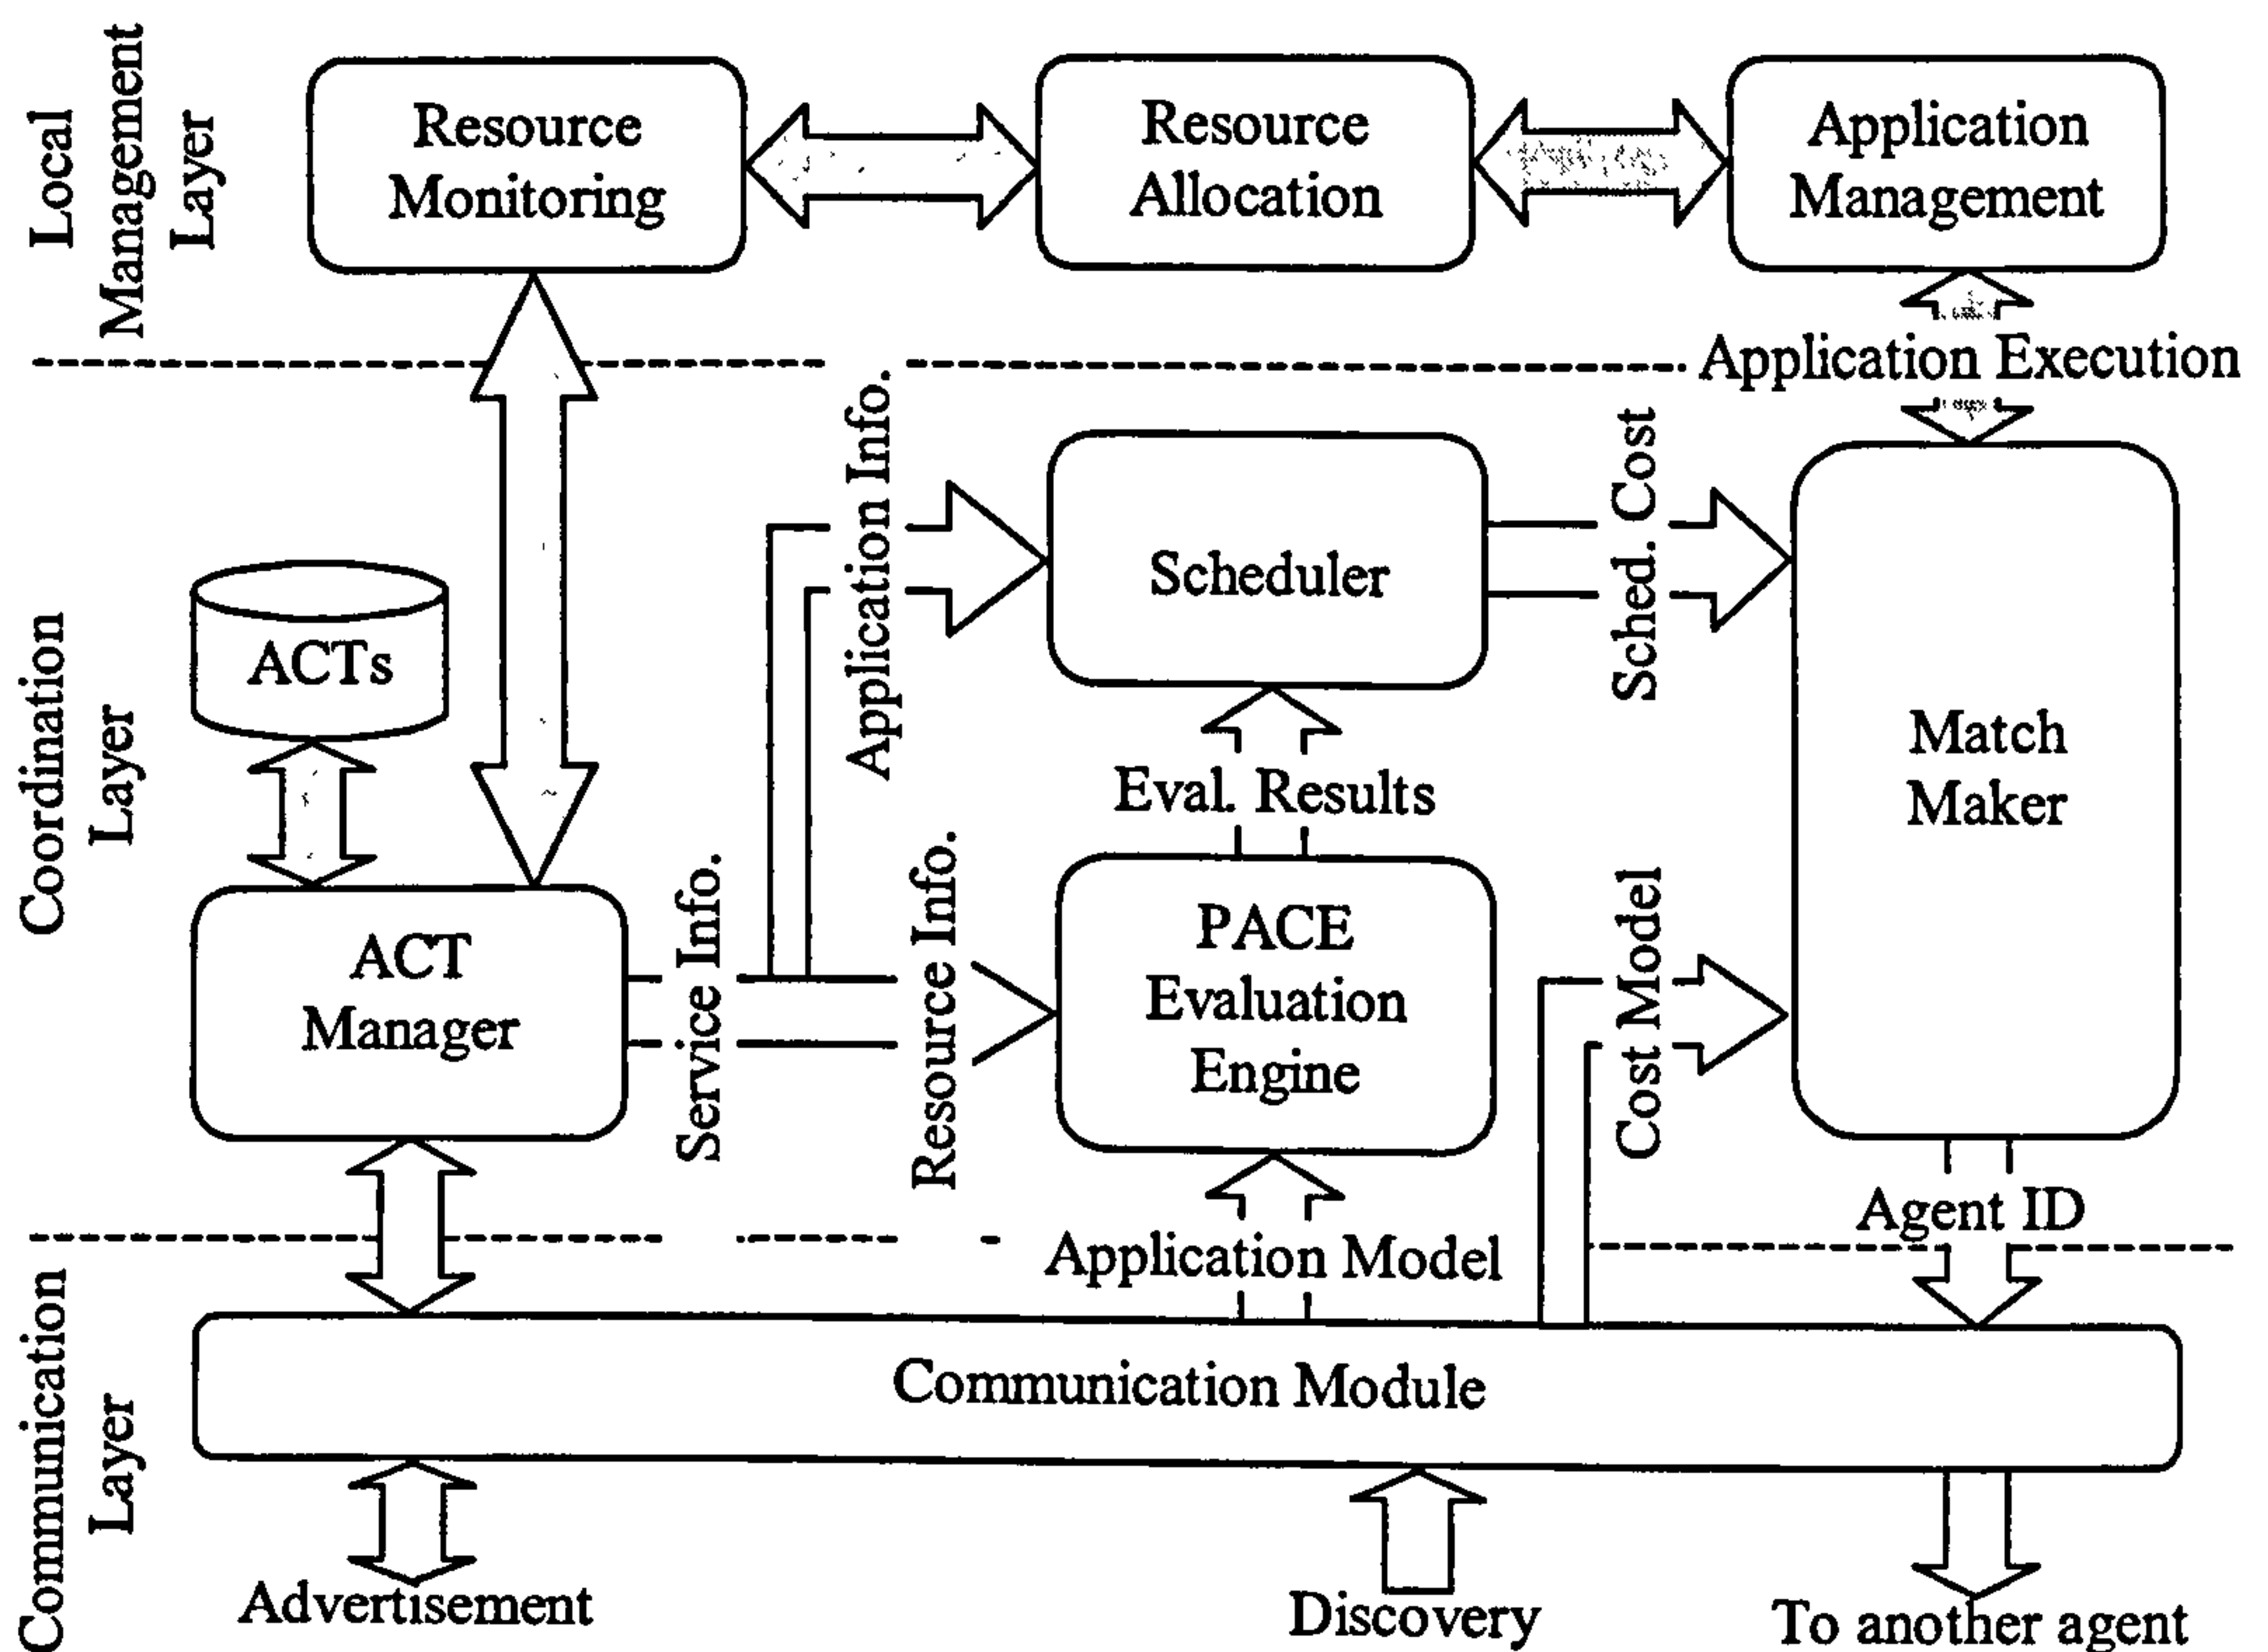 Local
Management
Layer
Resource
Monitoring
Resource
Allocation
Application
Management
Application Execution
Coordination
Layer
ACTs
Application Info.
Scheduler
Sched. Cost
Match
Maker
Eval. Results
ACT
Manager
Service Info.
Resource Info.
PACE
Evaluation
Engine
Cost Model
Agent ID
Application Model
Communication
Layer
Communication Module
Advertisement
Discovery
To another agent